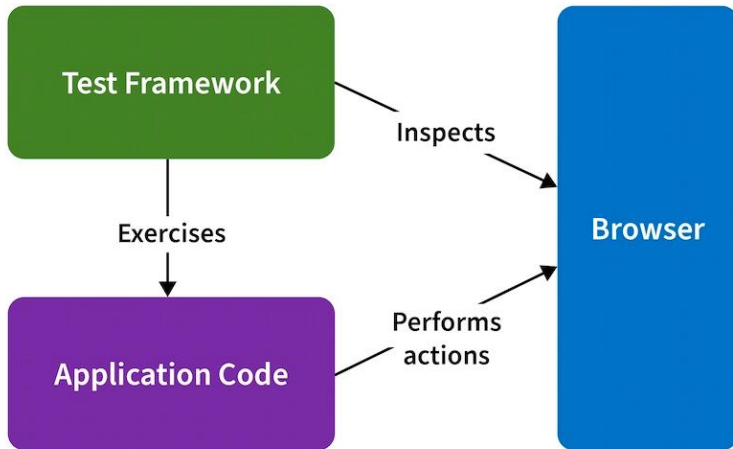 Test Framework
Inspects
Browser
Exercises
Performs
actions
Application Code